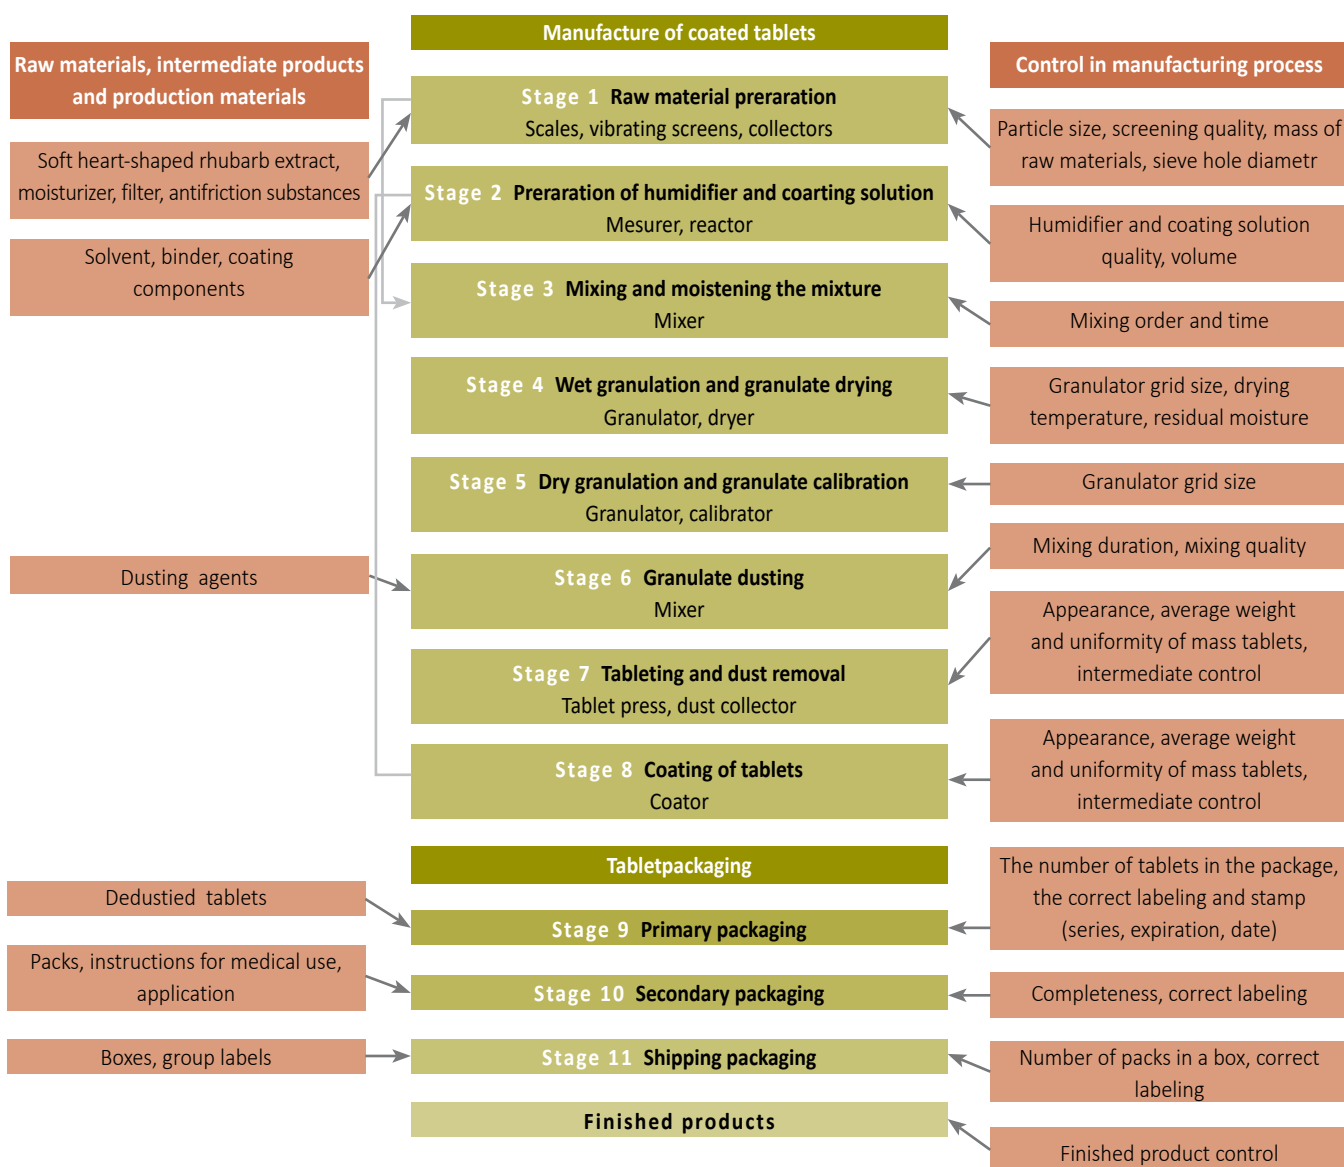 Manufacture of coated tablets
Raw materials, intermediate products
and production materials
Control in manufacturing process
Stage 1 Raw material preraration
Scales, vibrating screens, collectors
Soft heart-shaped rhubarb extract,
moisturizer, filter, antifriction substances
Particle size, screening quality, mass of
raw materials, sieve hole diametr
Stage 2 Preraration of humidifier and coarting solution
Mesurer, reactor
Solvent, binder, coating
components
Humidifier and coating solution
quality, volume
Stage 3 Mixing and moistening the mixture
Mixer
Mixing order and time
Stage 4 Wet granulation and granulate drying
Granulator, dryer
Granulator grid size, drying
temperature, residual moisture
Stage 5 Dry granulation and granulate calibration
Granulator, calibrator
Granulator grid size
Dusting agents
Stage 6 Granulate dusting
Mixer
Mixing duration, мixing quality
Stage 7 Tableting and dust removal
Tablet press, dust collector
Appearance, average weight
and uniformity of mass tablets,
intermediate control
Stage 8 Coating of tablets
Coator
Appearance, average weight
and uniformity of mass tablets,
intermediate control
Tabletpackaging
Dedustied tablets
Stage 9 Primary packaging
The number of tablets in the package,
the correct labeling and stamp
(series, expiration, date)
Packs, instructions for medical use,
application
Stage 10 Secondary packaging
Completeness, correct labeling
Boxes, group labels
Stage 11 Shipping packaging
Number of packs in a box, correct
labeling
Finished products
Finished product control